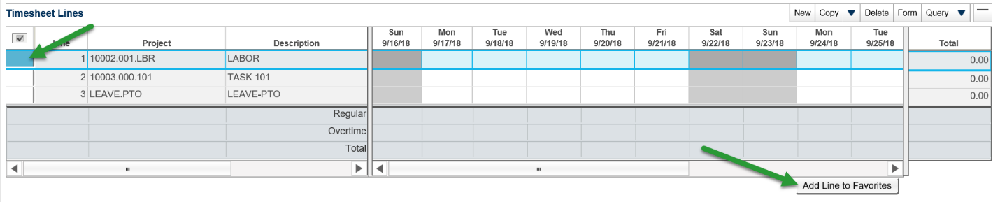 Timesheet Lines New Copy Delete Form Query
Sun Mon Tue Wed Thu Fri Sat Sun Mon Tue
Line Project Description 9/16/18 9/17/18 9/18/18 9/19/18 9/20/18 9/21/18 9/22/18 9/23/18 9/24/18 9/25/18 Total
1 10002.001.LBR LABOR 0.00
2 10003.000.101 TASK 101 0.00
3 LEAVE.PTO LEAVE-PTO 0.00
Regular
Overtime
Total
Add Line to Favorites